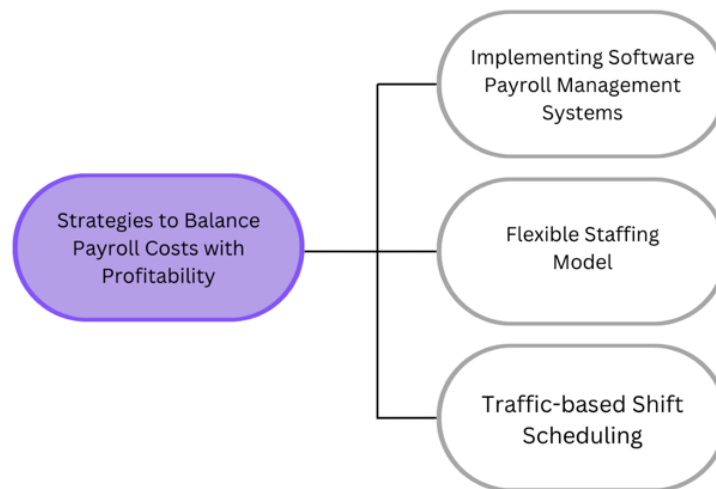 Strategies to Balance
Payroll Costs with
Profitability
Implementing Software
Payroll Management
Systems
Flexible Staffing
Model
Traffic-based Shift
Scheduling